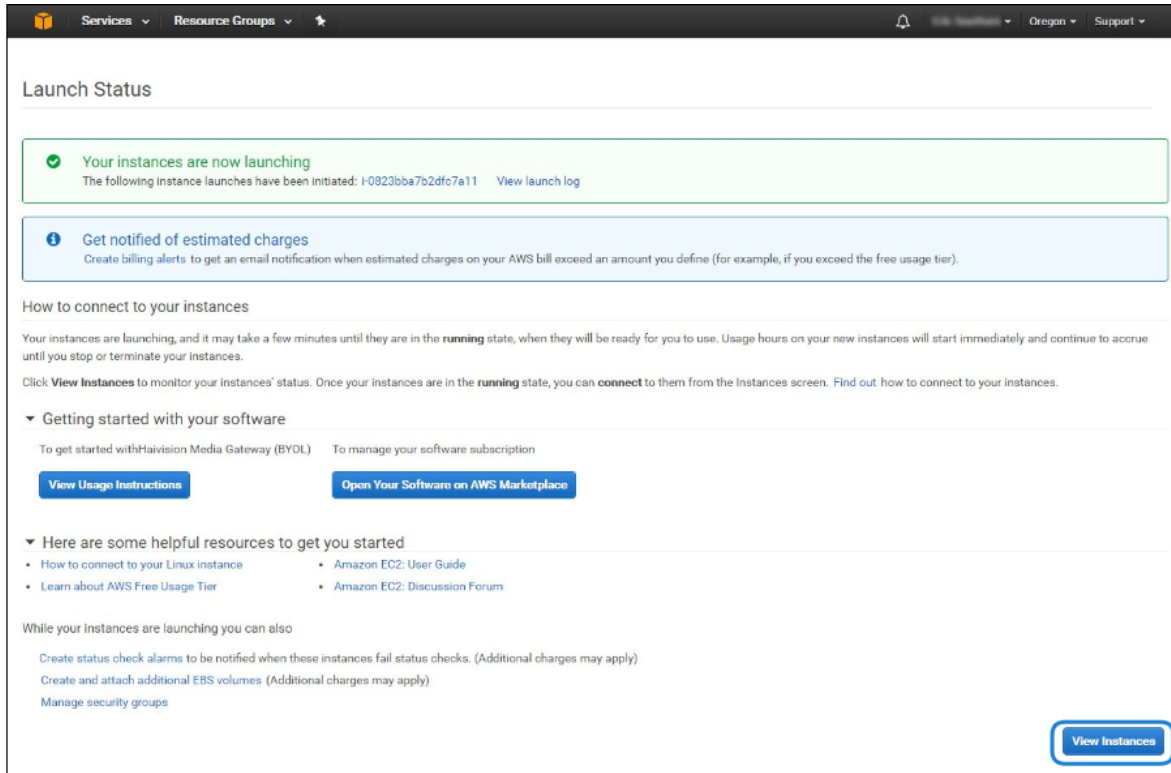 Services Resource Groups Oregon Support
Launch Status
Your instances are now launching
The following instance launches have been initiated: i-0823bba7b2dfc7a11 View launch log
Get notified of estimated charges
Create billing alerts to get an email notification when estimated charges on your AWS bill exceed an amount you define (for example, if you exceed the free usage tier).
How to connect to your instances
Your instances are launching, and it may take a few minutes until they are in the running state, when they will be ready for you to use. Usage hours on your new instances will start immediately and continue to accrue
until you stop or terminate your instances.
Click View Instances to monitor your instances' status. Once your instances are in the running state, you can connect to them from the Instances screen. Find out how to connect to your instances.
Getting started with your software
To get started withHaivision Media Gateway (BYOL) To manage your software subscription
View Usage Instructions Open Your Software on AWS Marketplace
Here are some helpful resources to get you started
• How to connect to your Linux instance • Amazon EC2: User Guide
• Learn about AWS Free Usage Tier • Amazon EC2: Discussion Forum
While your instances are launching you can also
Create status check alarms to be notified when these instances fail status checks. (Additional charges may apply)
Create and attach additional EBS volumes (Additional charges may apply)
Manage security groups
View Instances